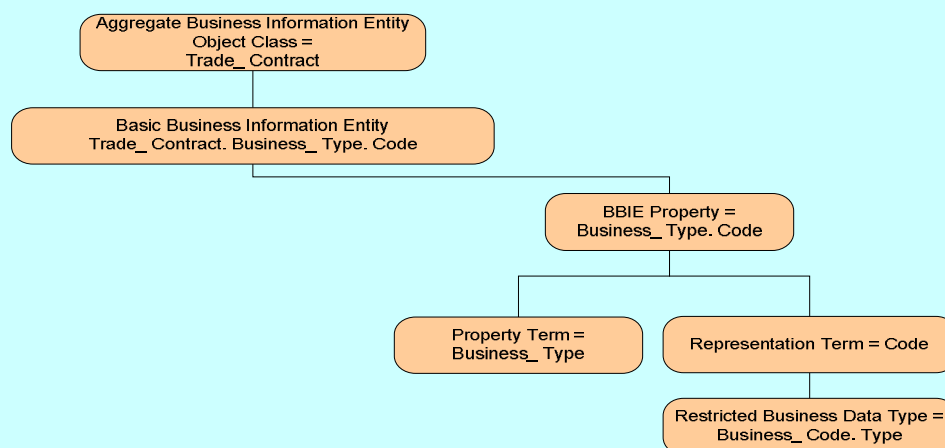 Aggregate Business Information Entity
Object Class =
Trade_ Contract
Basic Business Information Entity
Trade_ Contract. Business_ Type. Code
BBIE Property =
Business_ Type. Code
Property Term =
Business_ Type
Representation Term = Code
Restricted Business Data Type =
Business_ Code. Type